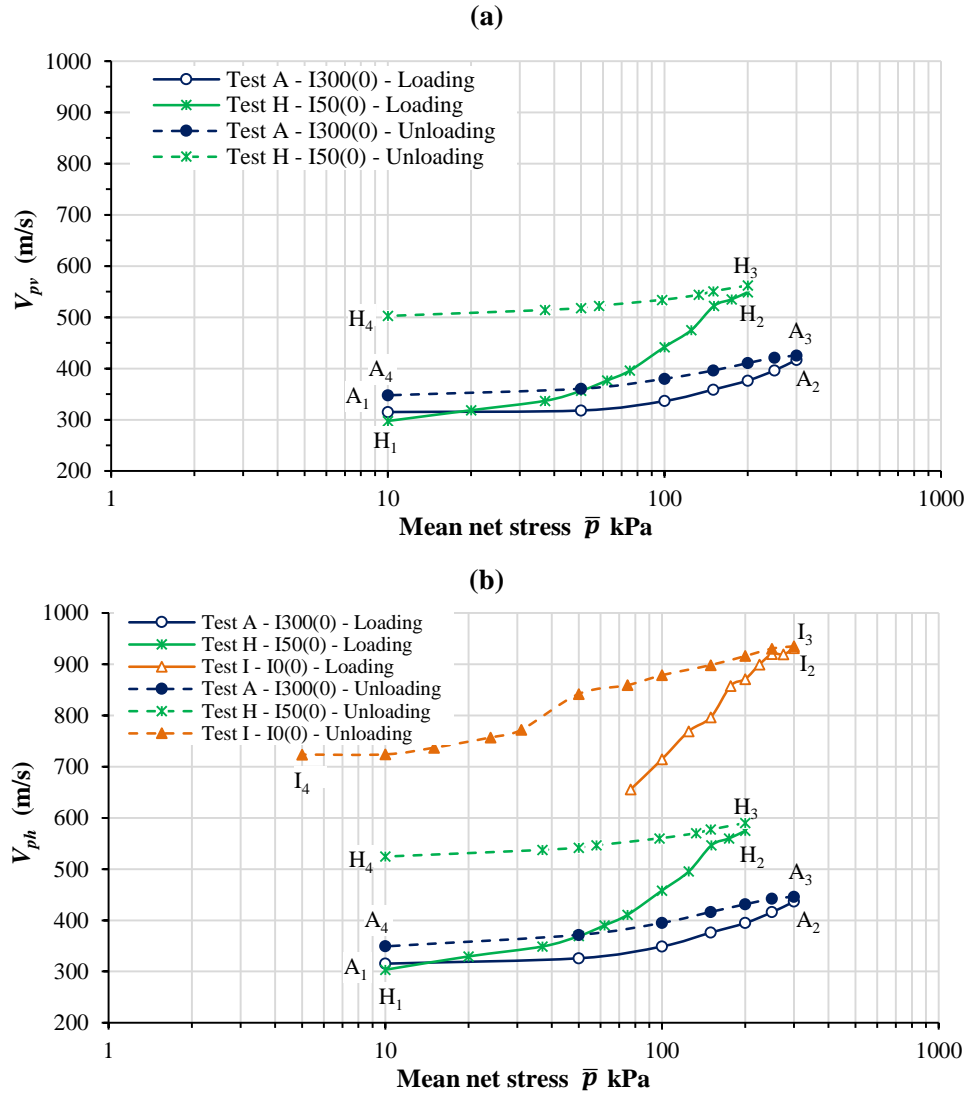 (a)
1000
900
800
700
600
500
400
300
200
V_pv (m/s)
Test A - I300(0) - Loading
Test H - I50(0) - Loading
Test A - I300(0) - Unloading
Test H - I50(0) - Unloading
H₃
H₄
H₂
A₃
A₄
A₁
A₂
H₁
1 10 100 1000
Mean net stress p̅ kPa
(b)
1000
900
800
700
600
500
400
300
200
V_ph (m/s)
Test A - I300(0) - Loading
Test H - I50(0) - Loading
Test I - I0(0) - Loading
Test A - I300(0) - Unloading
Test H - I50(0) - Unloading
Test I - I0(0) - Unloading
I₃
I₂
I₄
H₃
H₄
H₂
A₃
A₄
A₂
A₁
H₁
1 10 100 1000
Mean net stress p̅ kPa